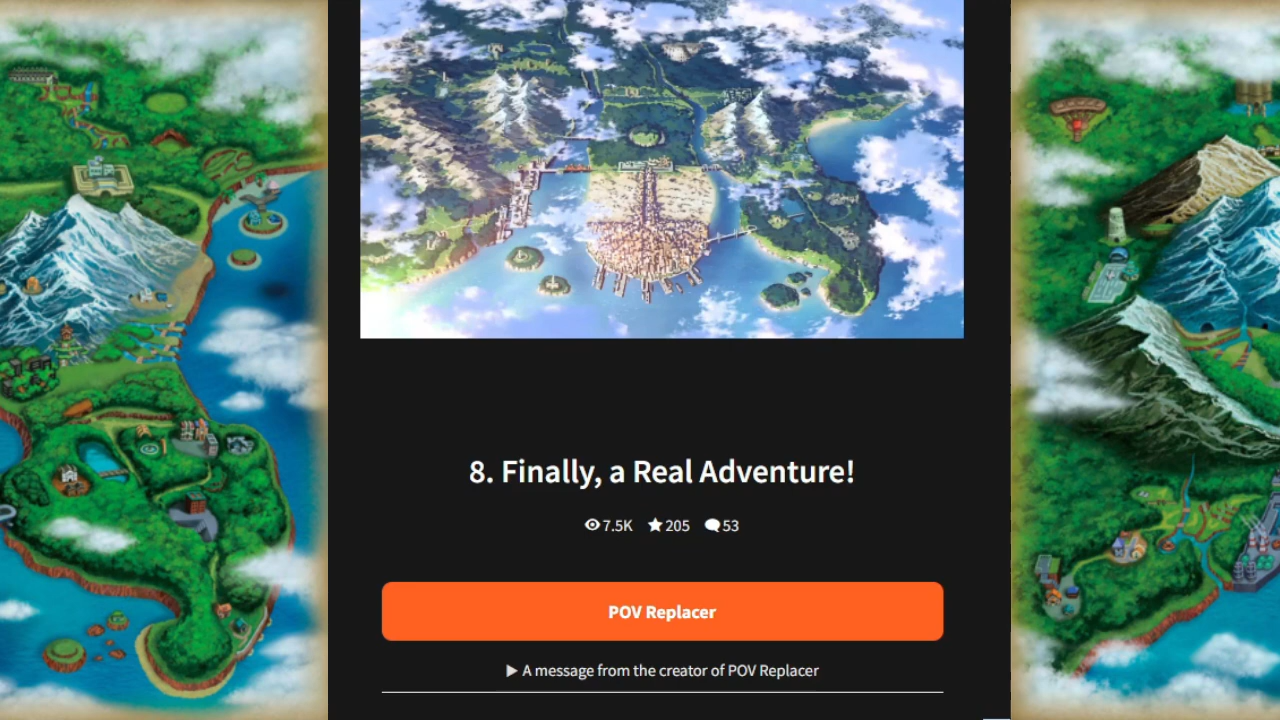 8. Finally, a Real Adventure!
7.5K 205 53
POV Replacer
▶ A message from the creator of POV Replacer